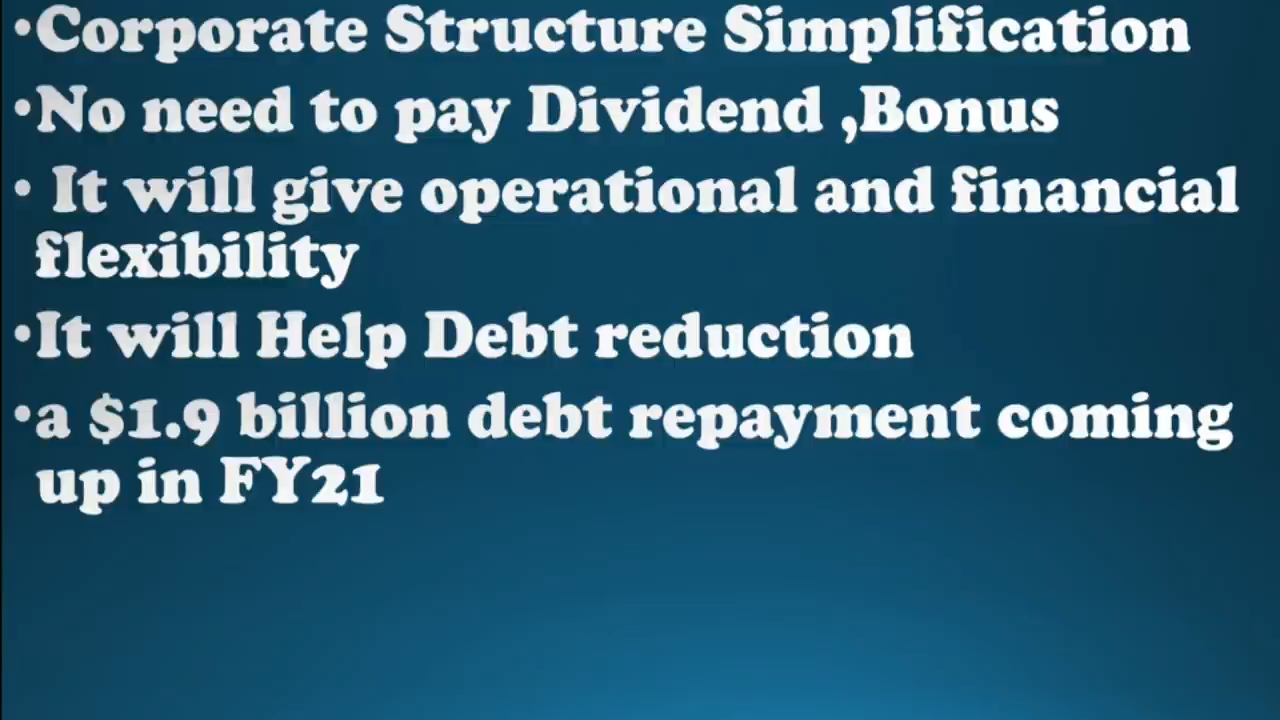 •Corporate Structure Simplification
•No need to pay Dividend ,Bonus
• It will give operational and financial
flexibility
•It will Help Debt reduction
•a $1.9 billion debt repayment coming
up in FY21